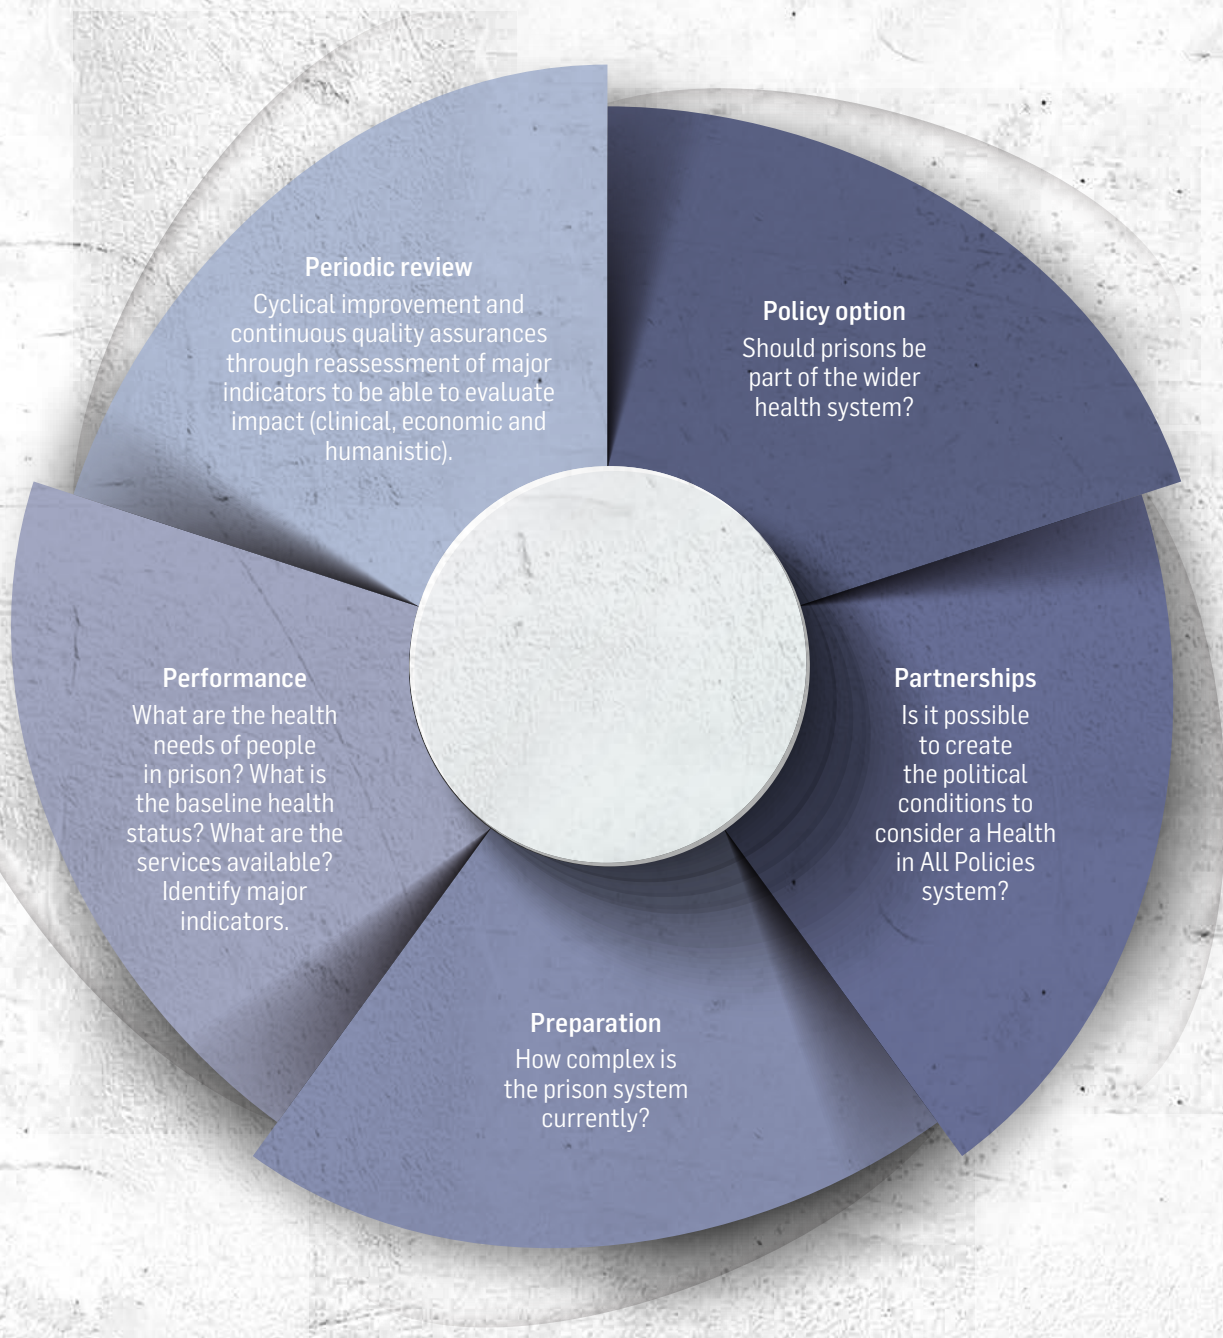 Periodic review
Cyclical improvement and
continuous quality assurances
through reassessment of major
indicators to be able to evaluate
impact (clinical, economic and
humanistic).
Policy option
Should prisons be
part of the wider
health system?
Partnerships
Is it possible
to create
the political
conditions to
consider a Health
in All Policies
system?
Preparation
How complex is
the prison system
currently?
Performance
What are the health
needs of people
in prison? What is
the baseline health
status? What are the
services available?
Identify major
indicators.